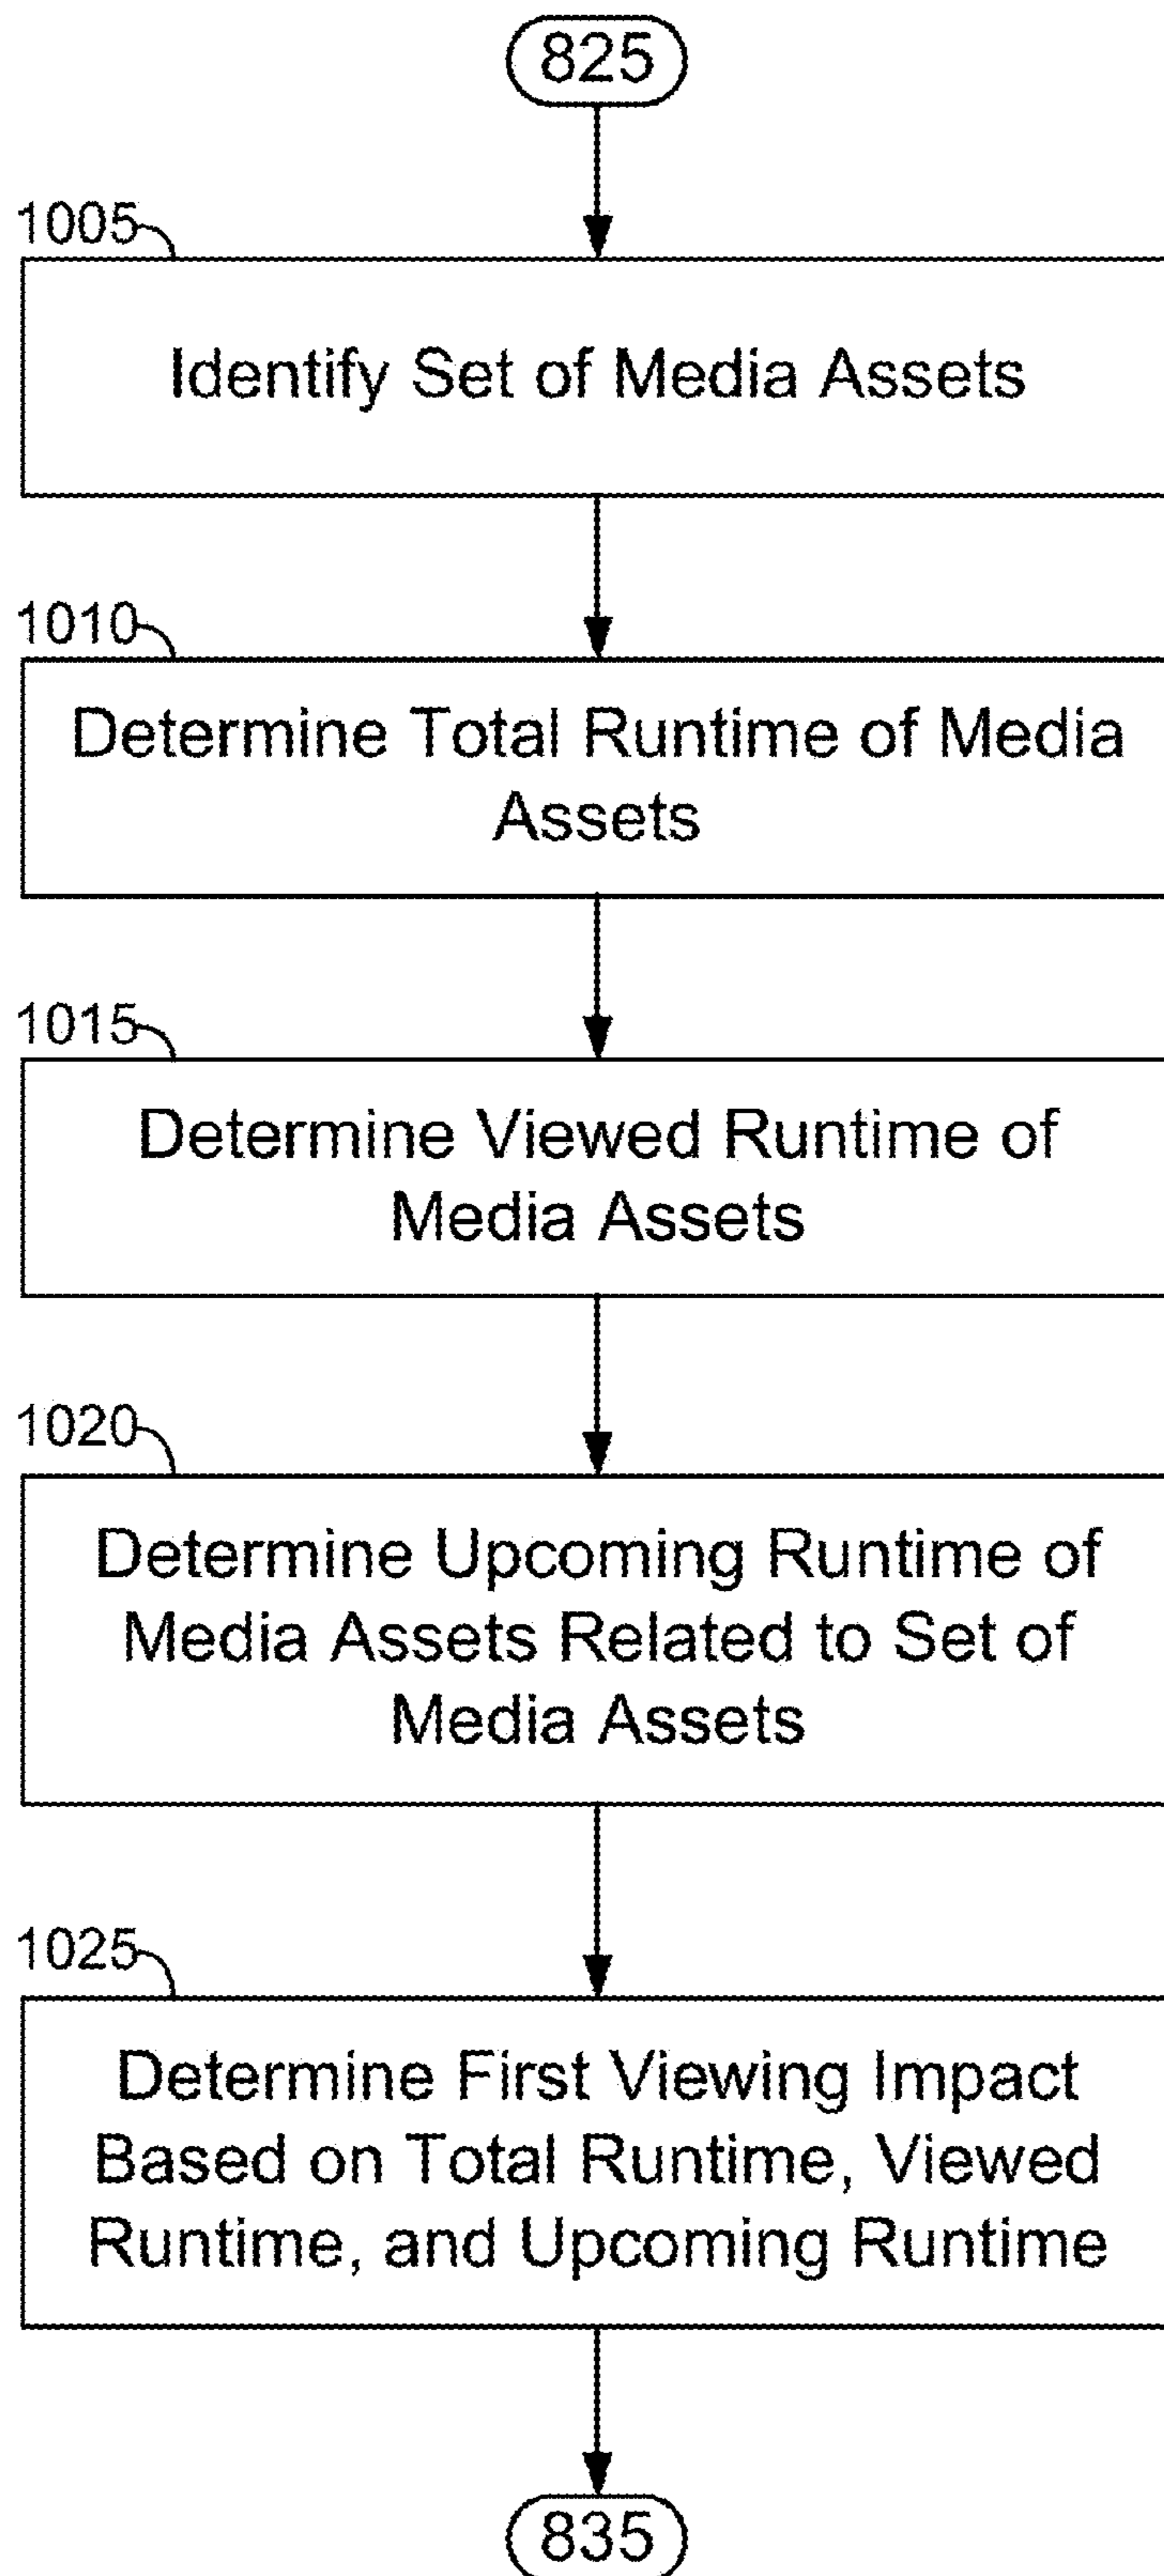 825
1005
Identify Set of Media Assets
1010
Determine Total Runtime of Media
Assets
1015
Determine Viewed Runtime of
Media Assets
1020
Determine Upcoming Runtime of
Media Assets Related to Set of
Media Assets
1025
Determine First Viewing Impact
Based on Total Runtime, Viewed
Runtime, and Upcoming Runtime
835